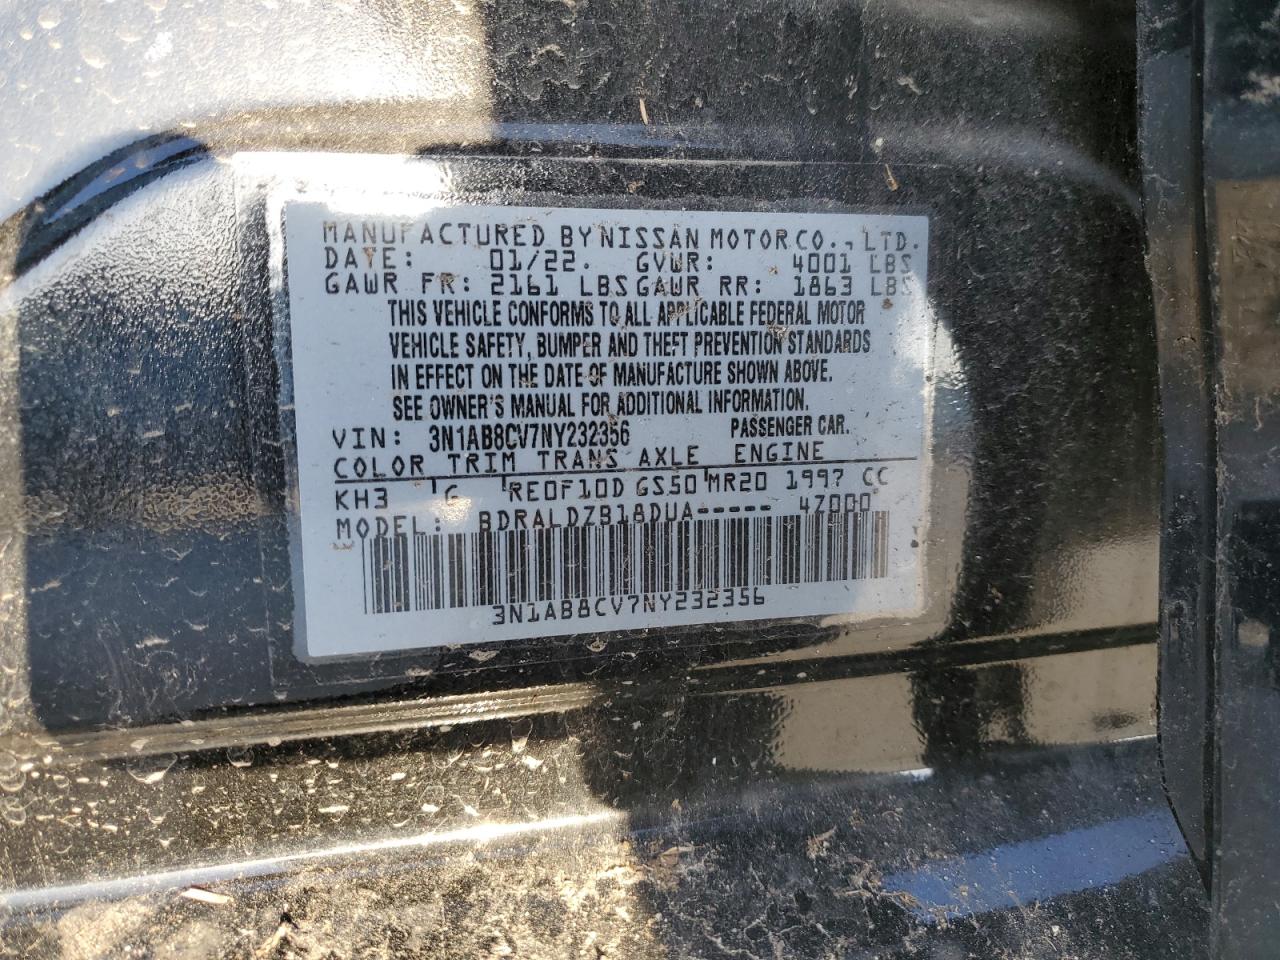 MANUFACTURED BY NISSAN MOTOR CO., LTD.
DATE: 01/22. GVWR: 4001 LBS
GAWR FR: 2161 LBS GAWR RR: 1863 LBS
THIS VEHICLE CONFORMS TO ALL APPLICABLE FEDERAL MOTOR
VEHICLE SAFETY, BUMPER AND THEFT PREVENTION STANDARDS
IN EFFECT ON THE DATE OF MANUFACTURE SHOWN ABOVE.
SEE OWNER'S MANUAL FOR ADDITIONAL INFORMATION.
VIN: 3N1AB8CV7NY232356 PASSENGER CAR.
COLOR TRIM TRANS AXLE ENGINE
KH3 G RE0F10D GS50 MR20 1997 CC
MODEL: BDRALDZB18DUA----- 47000
3N1AB8CV7NY232356